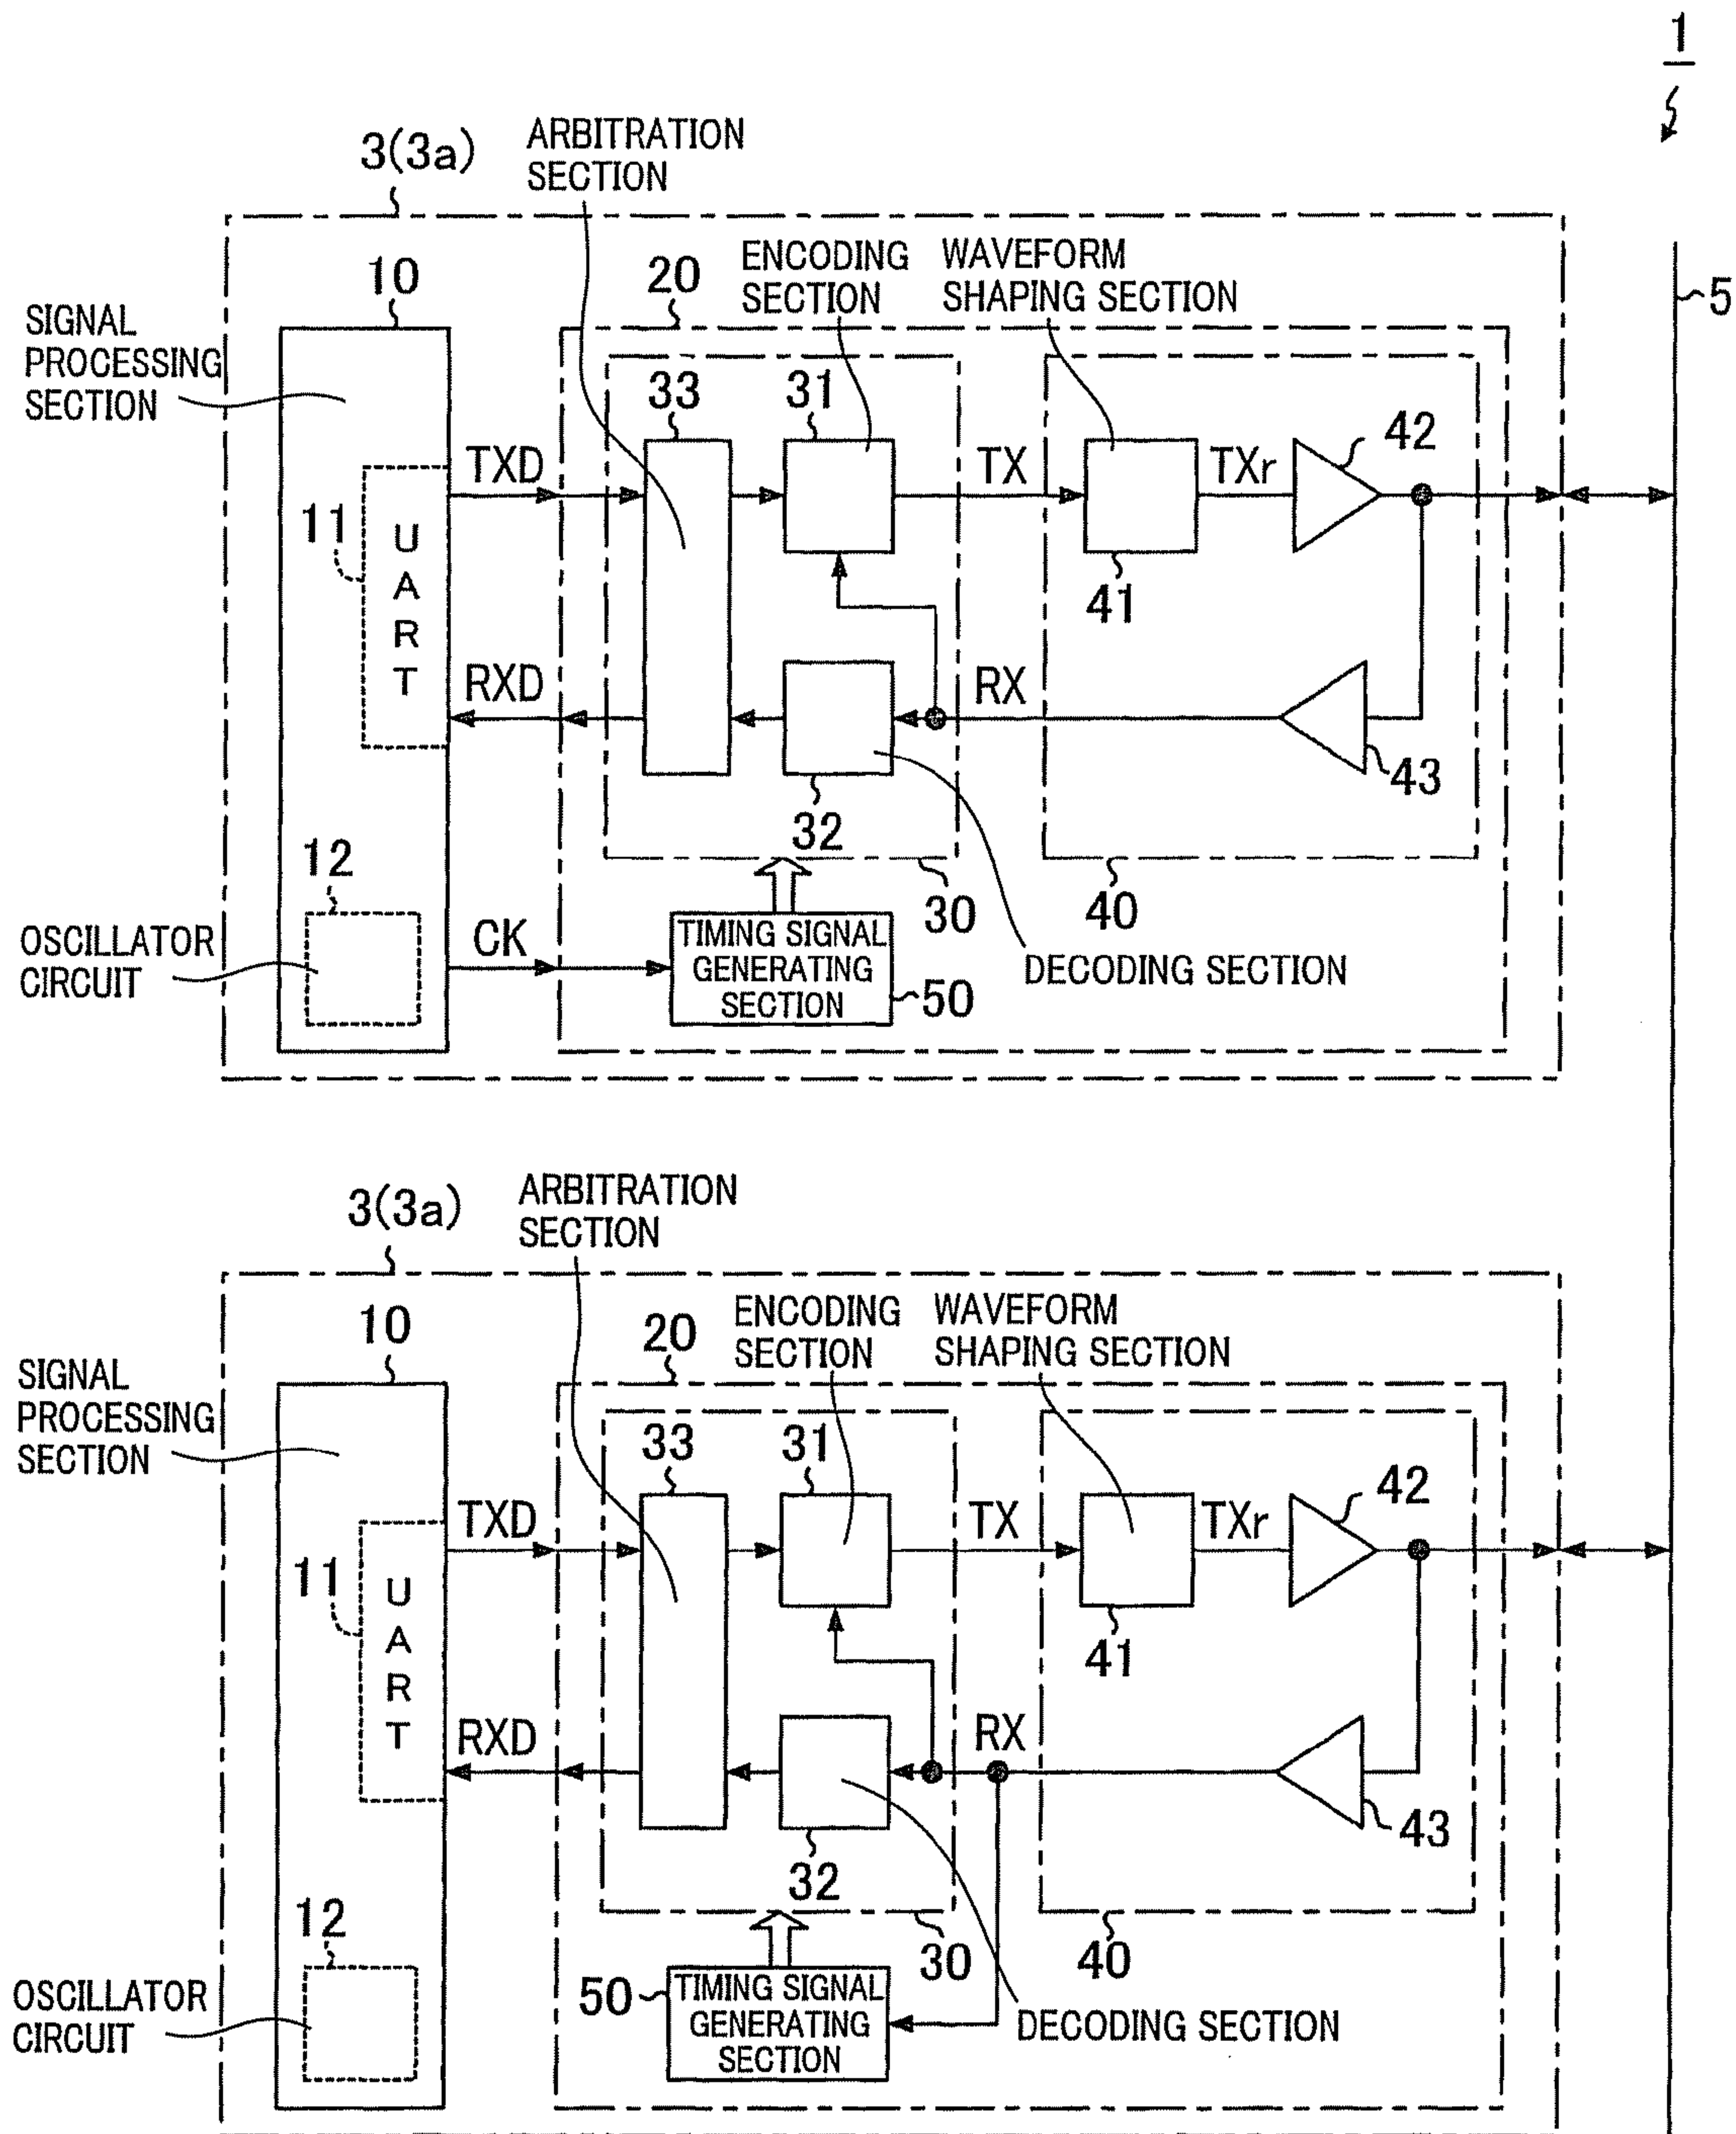 1
3(3a)
ARBITRATION
SECTION
10
20
ENCODING
SECTION
WAVEFORM
SHAPING SECTION
5
SIGNAL
PROCESSING
SECTION
33
31
42
TXD
TX
TXr
11
UART
41
RXD
RX
43
32
12
30
40
OSCILLATOR
CIRCUIT
CK
TIMING SIGNAL
GENERATING
SECTION
50
DECODING SECTION
3(3a)
ARBITRATION
SECTION
10
20
ENCODING
SECTION
WAVEFORM
SHAPING SECTION
SIGNAL
PROCESSING
SECTION
33
31
42
TXD
TX
TXr
11
UART
41
RXD
RX
43
32
12
30
40
OSCILLATOR
CIRCUIT
50
TIMING SIGNAL
GENERATING
SECTION
DECODING SECTION